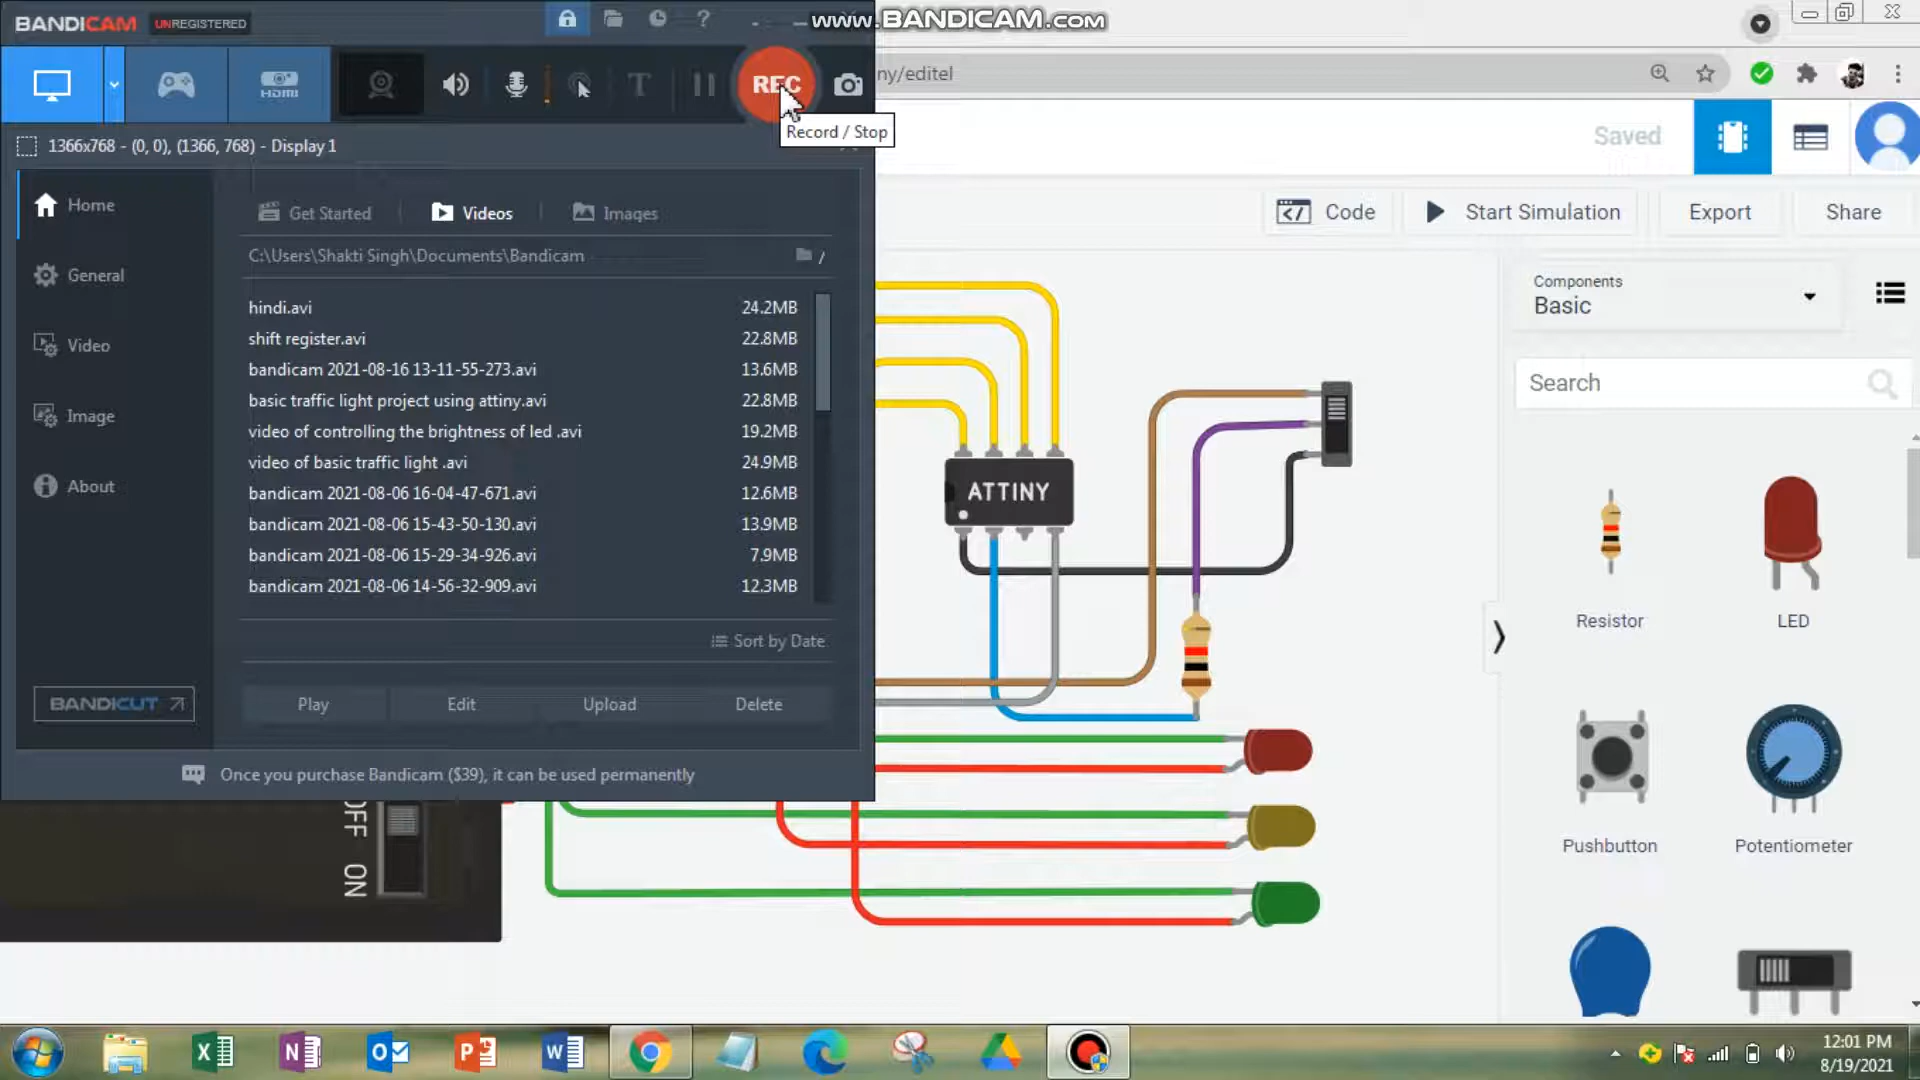 BANDICAM UNREGISTERED
www.BANDICAM.com
HDMI
T
REC
Record / Stop
ny/editel
1366x768 - (0, 0), (1366, 768) - Display 1
Saved
Home
General
Video
Image
About
Get Started
Videos
Images
C:\Users\Shakti Singh\Documents\Bandicam
/
hindi.avi 24.2MB
shift register.avi 22.8MB
bandicam 2021-08-16 13-11-55-273.avi 13.6MB
basic traffic light project using attiny.avi 22.8MB
video of controlling the brightness of led .avi 19.2MB
video of basic traffic light .avi 24.9MB
bandicam 2021-08-06 16-04-47-671.avi 12.6MB
bandicam 2021-08-06 15-43-50-130.avi 13.9MB
bandicam 2021-08-06 15-29-34-926.avi 7.9MB
bandicam 2021-08-06 14-56-32-909.avi 12.3MB
Sort by Date
BANDICUT
Play Edit Upload Delete
Once you purchase Bandicam ($39), it can be used permanently
Code
Start Simulation
Export
Share
Components
Basic
Search
ATTINY
Resistor
LED
Pushbutton
Potentiometer
OFF
ON
12:01 PM
8/19/2021